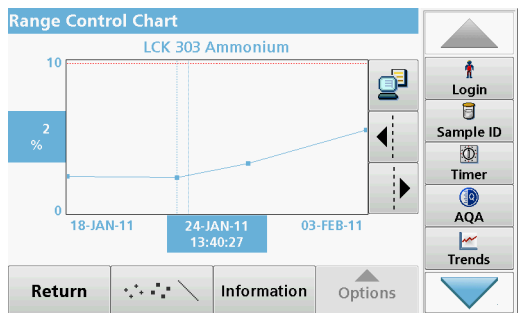 Range Control Chart
LCK 303 Ammonium
10
2
%
0
18-JAN-11
24-JAN-11
13:40:27
03-FEB-11
Login
Sample ID
Timer
AQA
Trends
Return
Information
Options